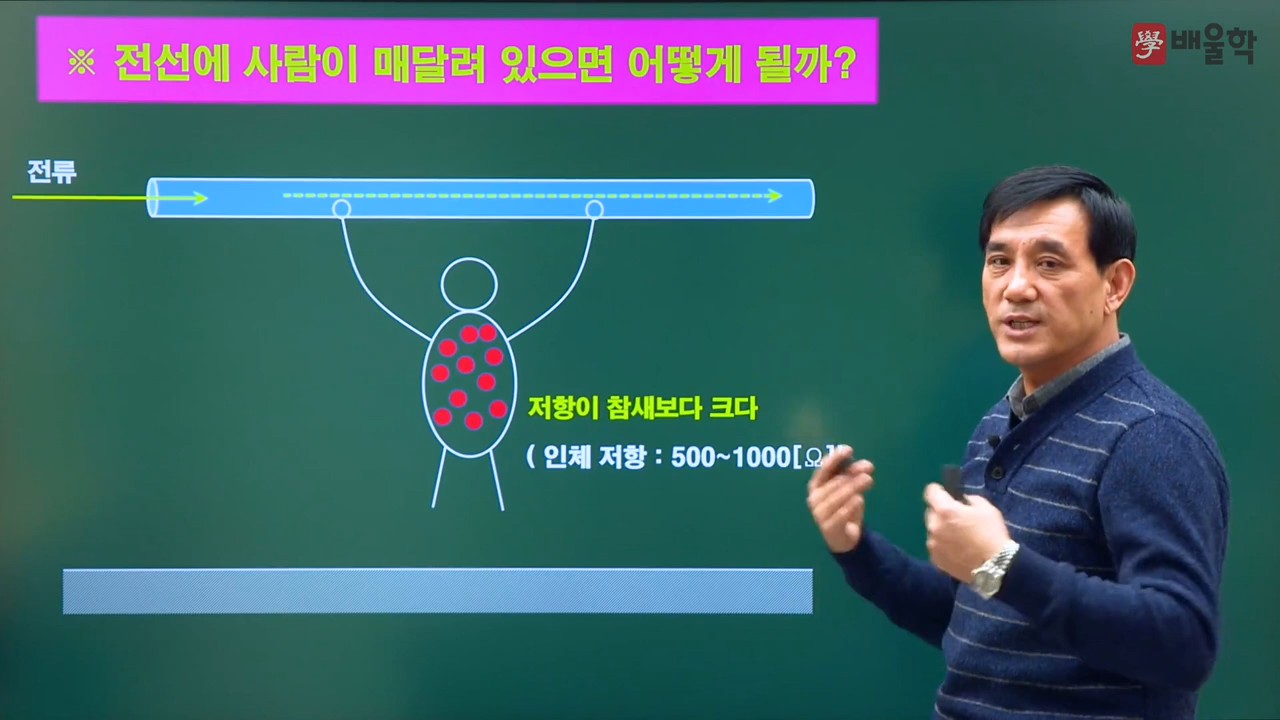 ※ 전선에 사람이 매달려 있으면 어떻게 될까?
學 배울학
전류
저항이 참새보다 크다
( 인체 저항 : 500~1000[Ω]